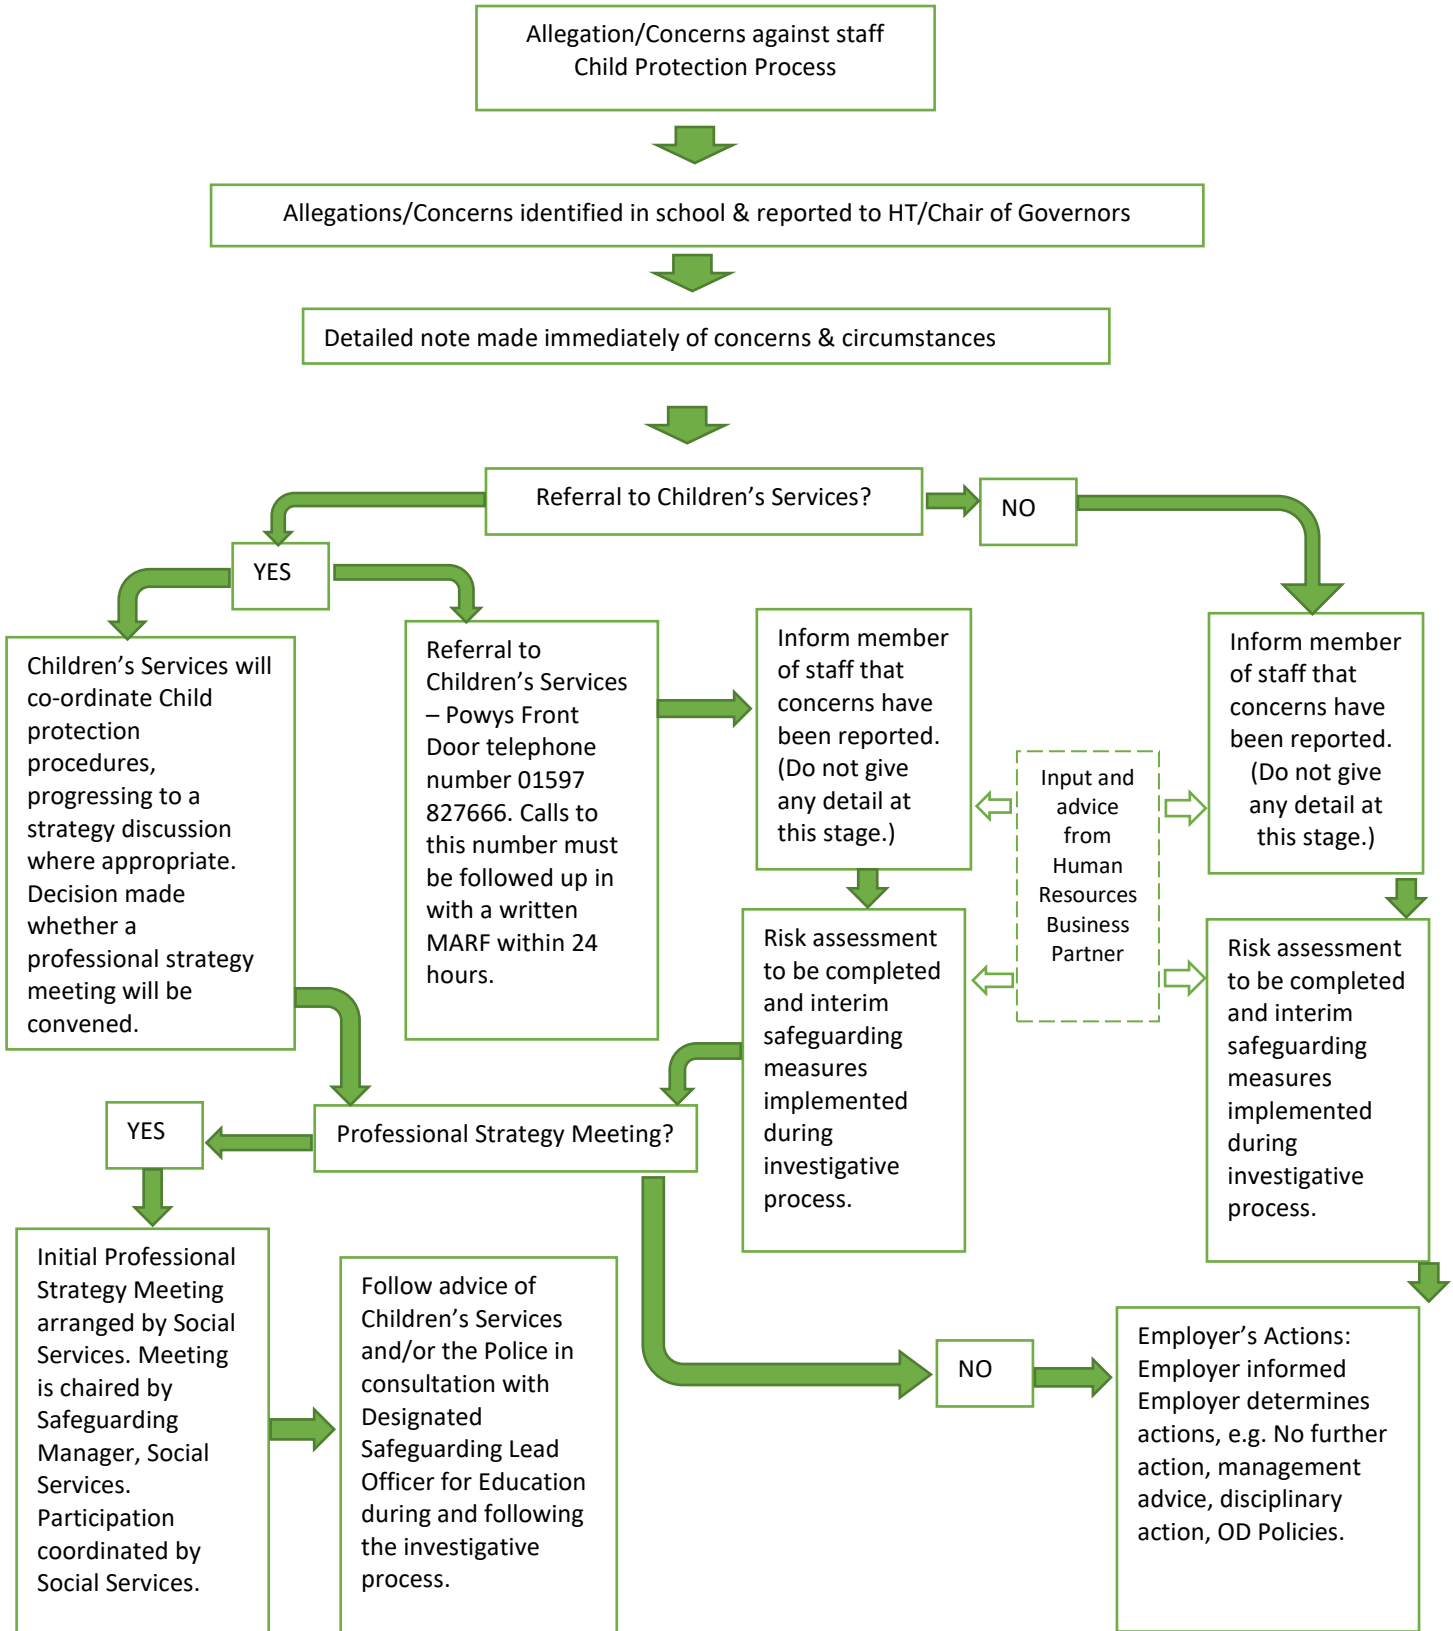 Allegation/Concerns against staff
Child Protection Process
Allegations/Concerns identified in school & reported to HT/Chair of Governors
Detailed note made immediately of concerns & circumstances
Referral to Children’s Services?
NO
YES
Children’s Services will
co-ordinate Child
protection
procedures,
progressing to a
strategy discussion
where appropriate.
Decision made
whether a
professional strategy
meeting will be
convened.
Referral to
Children’s Services
– Powys Front
Door telephone
number 01597
827666. Calls to
this number must
be followed up in
with a written
MARF within 24
hours.
Inform member
of staff that
concerns have
been reported.
(Do not give
any detail at
this stage.)
Input and
advice
from
Human
Resources
Business
Partner
Inform member
of staff that
concerns have
been reported.
(Do not give
any detail at
this stage.)
Risk assessment
to be completed
and interim
safeguarding
measures
implemented
during
investigative
process.
Risk assessment
to be completed
and interim
safeguarding
measures
implemented
during
investigative
process.
Professional Strategy Meeting?
YES
Initial Professional
Strategy Meeting
arranged by Social
Services. Meeting
is chaired by
Safeguarding
Manager, Social
Services.
Participation
coordinated by
Social Services.
Follow advice of
Children’s Services
and/or the Police in
consultation with
Designated
Safeguarding Lead
Officer for Education
during and following
the investigative
process.
NO
Employer’s Actions:
Employer informed
Employer determines
actions, e.g. No further
action, management
advice, disciplinary
action, OD Policies.